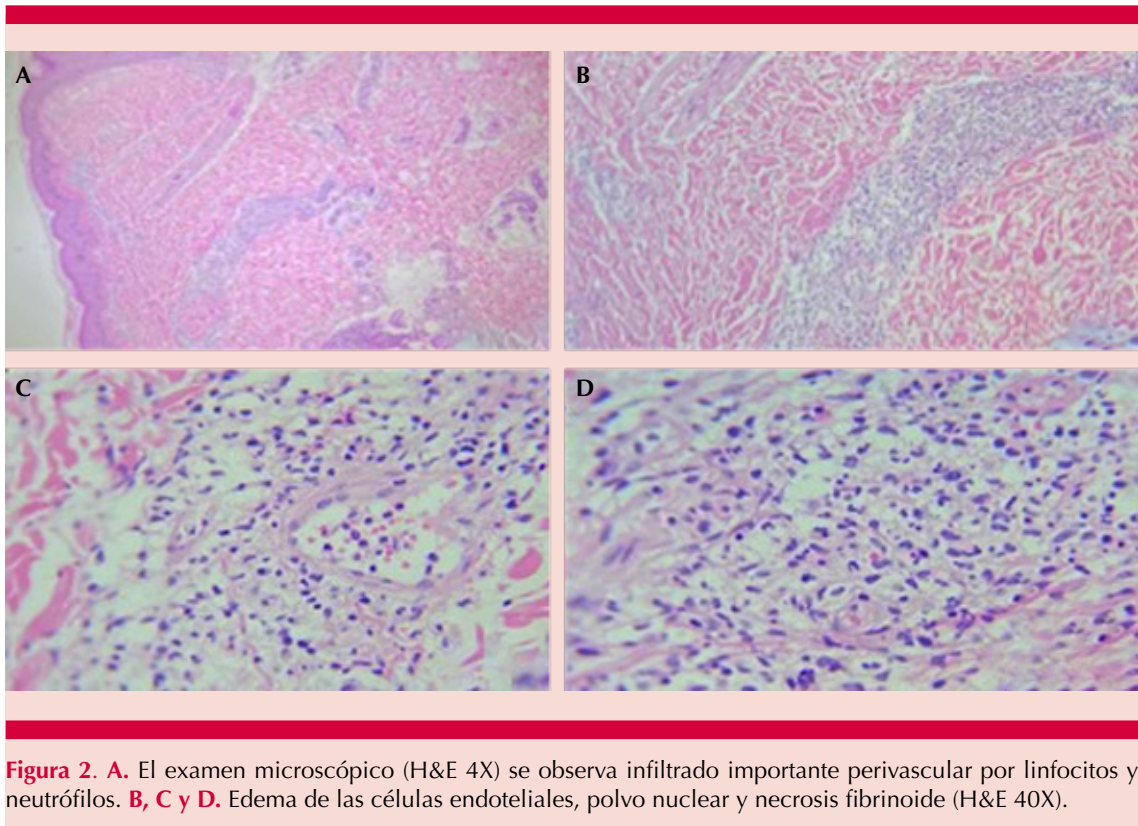 A
B
C
D
Figura 2. A. El examen microscópico (H&E 4X) se observa infiltrado importante perivascular por linfocitos y
neutrófilos. B, C y D. Edema de las células endoteliales, polvo nuclear y necrosis fibrinoide (H&E 40X).